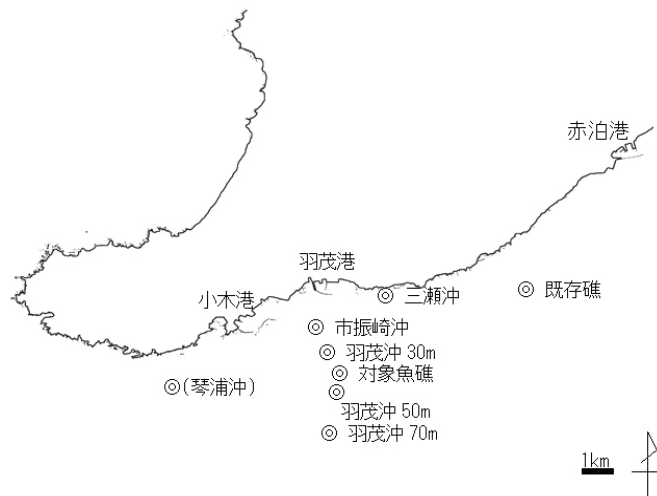 赤泊港
羽茂港
小木港
三瀬沖
既存礁
市振崎沖
羽茂沖 30m
対象魚礁
(琴浦沖)
羽茂沖 50m
羽茂沖 70m
1km